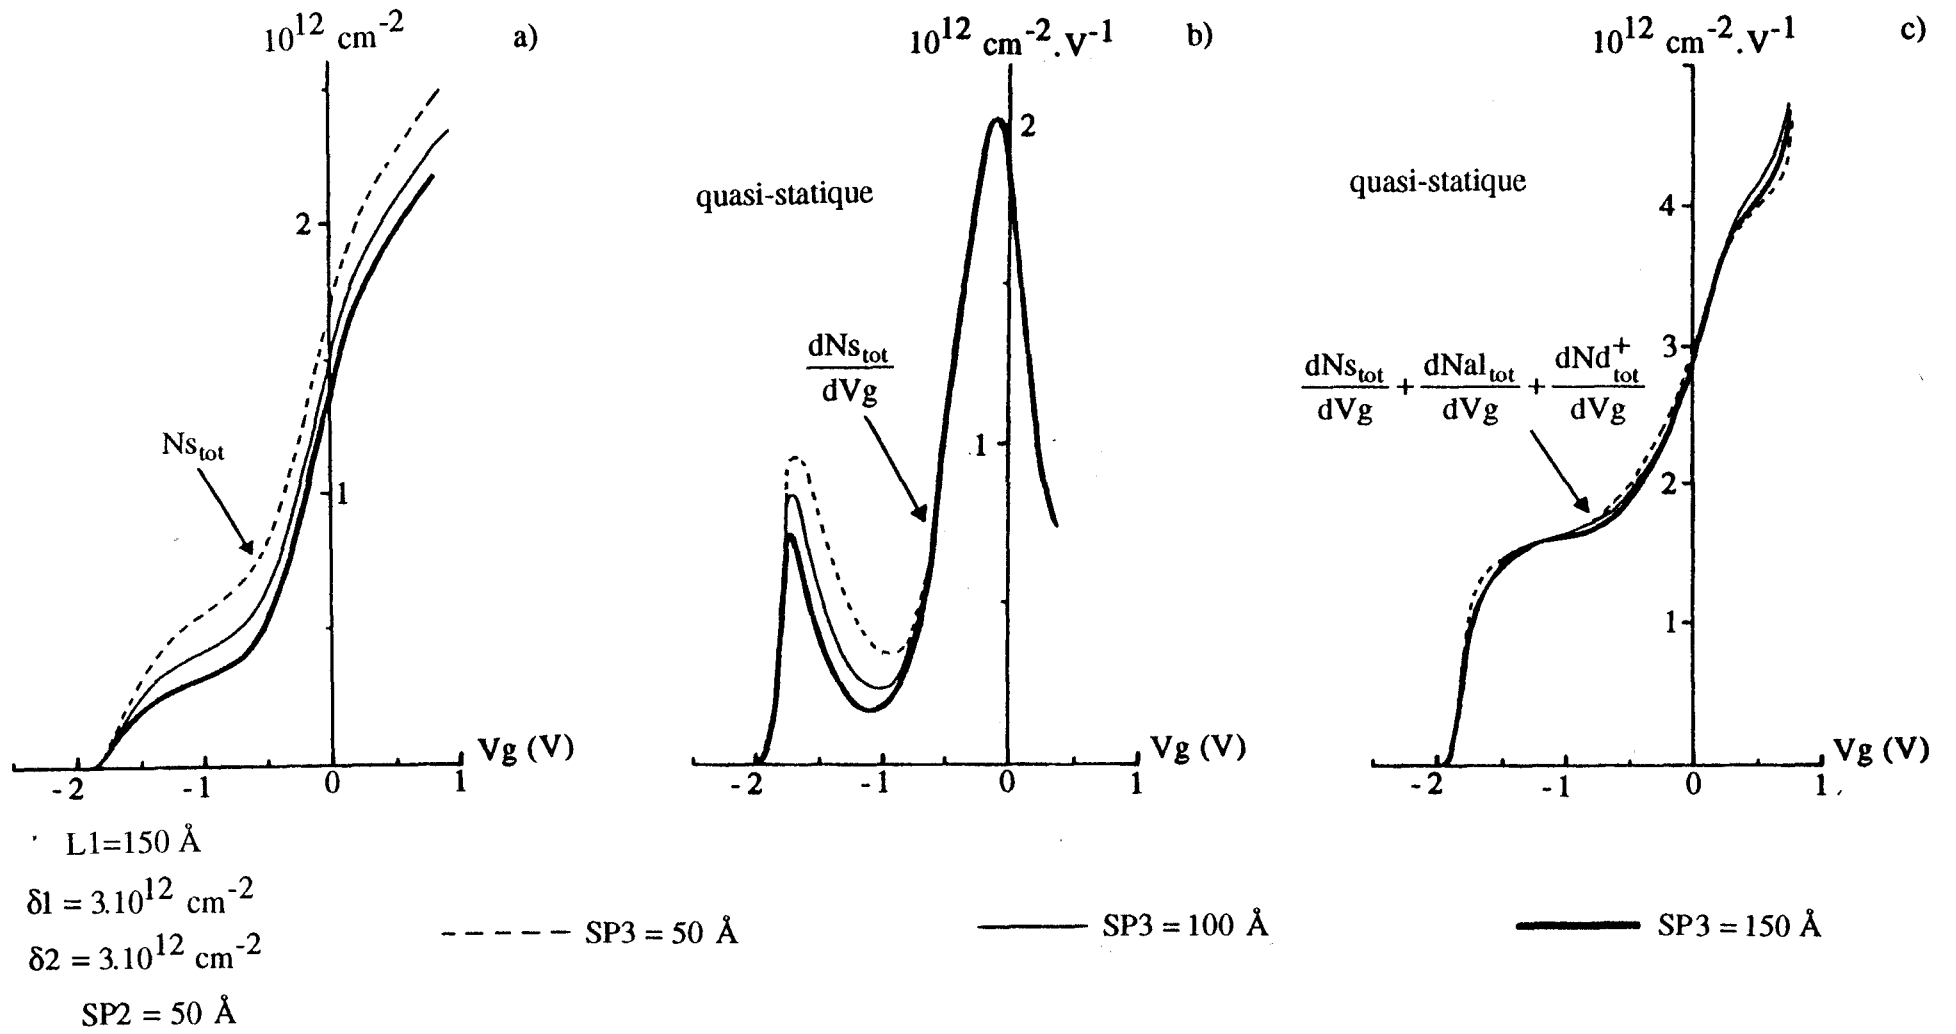 10^12 cm^-2 a)
2
1
Ns_tot
-2 -1 0 1
Vg (V)
10^12 cm^-2.V^-1 b)
quasi-statique
2
1
dNs_tot
dVg
-2 -1 0 1
Vg (V)
10^12 cm^-2.V^-1 c)
quasi-statique
4
3
2
1
dNs_tot/dVg + dNal_tot/dVg + dNd^+_tot/dVg
-2 -1 0 1
Vg (V)
L1=150 Å
δ1 = 3.10^12 cm^-2
δ2 = 3.10^12 cm^-2
SP2 = 50 Å
SP3 = 50 Å
SP3 = 100 Å
SP3 = 150 Å